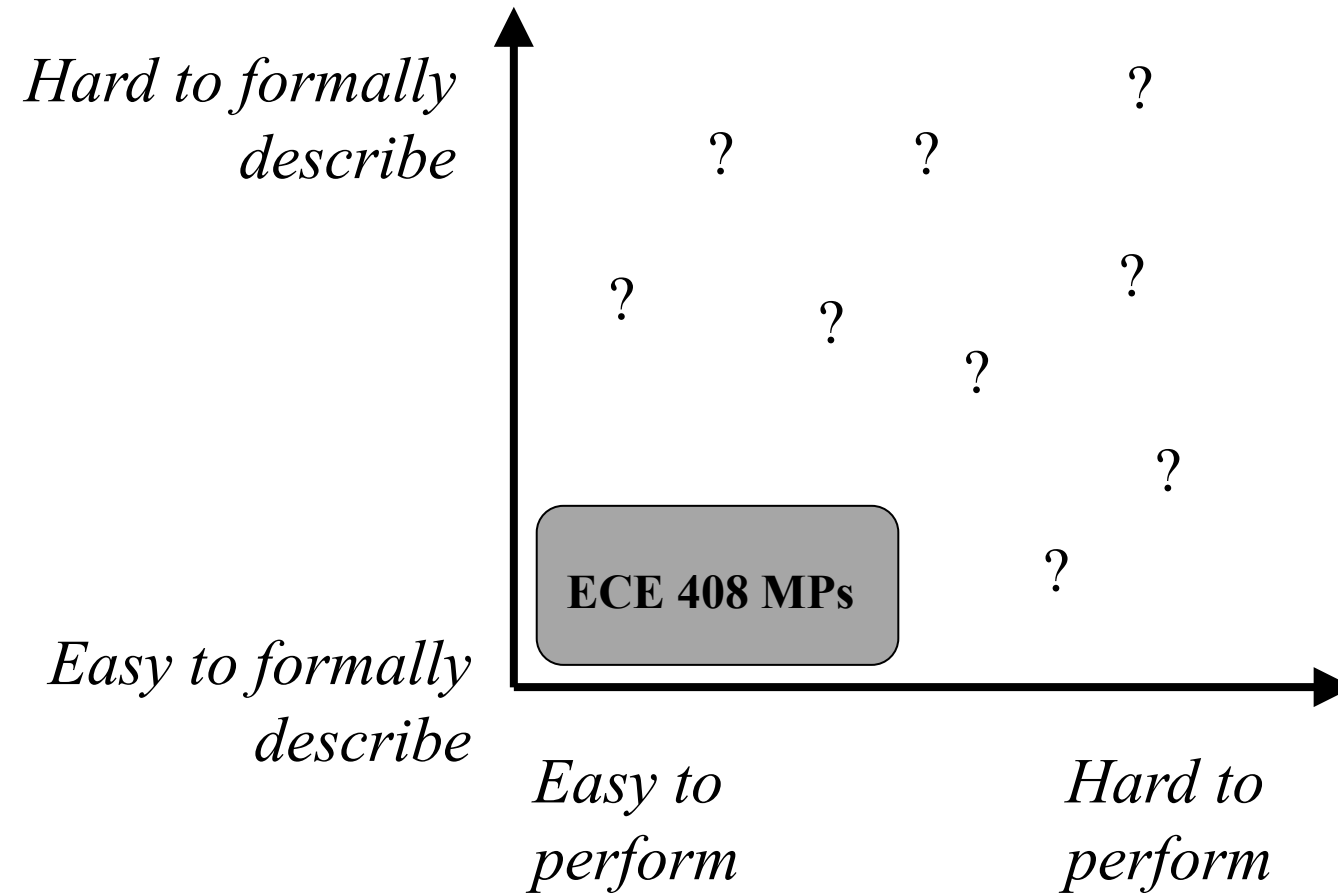 Hard to formally
describe
?
?
?
?
?
?
?
?
?
ECE 408 MPs
Easy to formally
describe
Easy to
perform
Hard to
perform